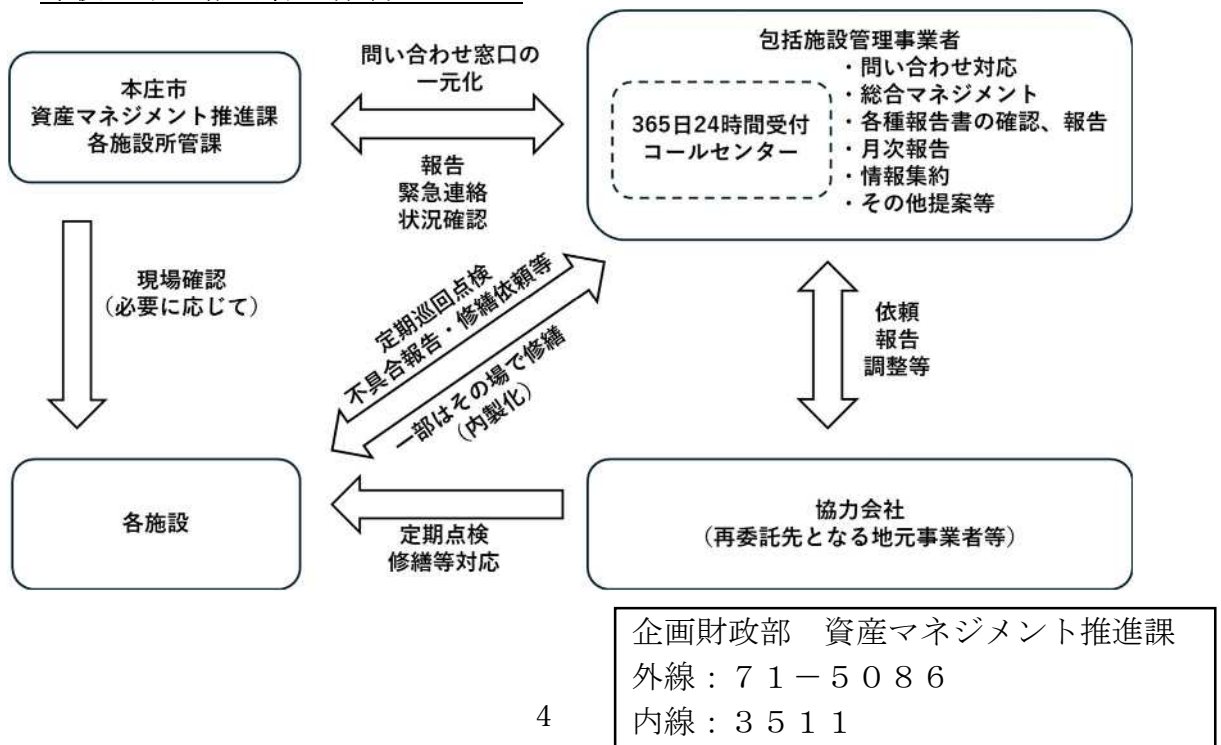 本庄市
資産マネジメント推進課
各施設所管課
問い合わせ窓口の
一元化
報告
緊急連絡
状況確認
包括施設管理事業者
365日24時間受付
コールセンター
・問い合わせ対応
・総合マネジメント
・各種報告書の確認、報告
・月次報告
・情報集約
・その他提案等
現場確認
（必要に応じて）
定期巡回点検
不具合報告・修繕依頼等
一部はその場で修繕
（内製化）
依頼
報告
調整等
各施設
定期点検
修繕等対応
協力会社
（再委託先となる地元事業者等）
企画財政部　資産マネジメント推進課
外線：７１－５０８６
内線：３５１１
4